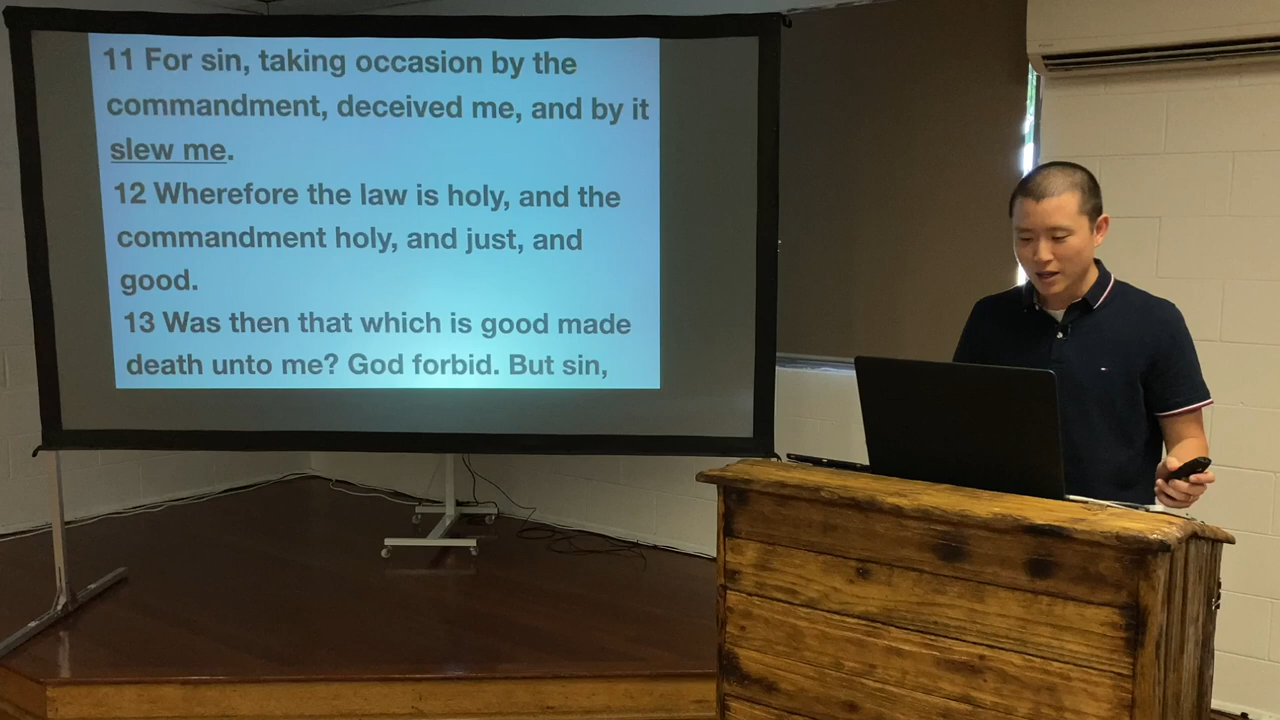 11 For sin, taking occasion by the
commandment, deceived me, and by it
slew me.
12 Wherefore the law is holy, and the
commandment holy, and just, and
good.
13 Was then that which is good made
death unto me? God forbid. But sin,